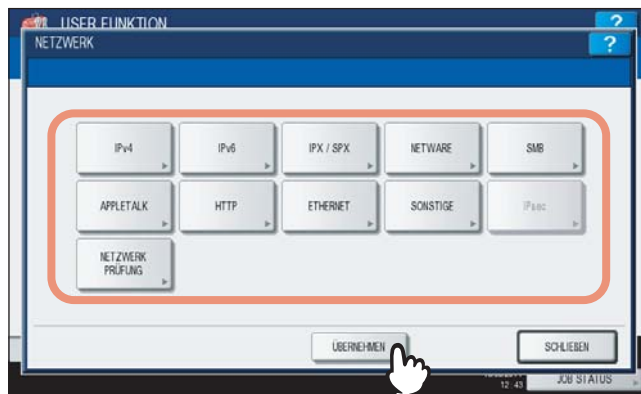 USER FUNKTION ?
NETZWERK ?
IPv4 IPv6 IPX / SPX NETWARE SMB
APPLETALK HTTP ETHERNET SONSTIGE IPsec
NETZWERK
PRÜFUNG
ÜBERNEHMEN SCHLIEßEN
12:43 JOB STATUS